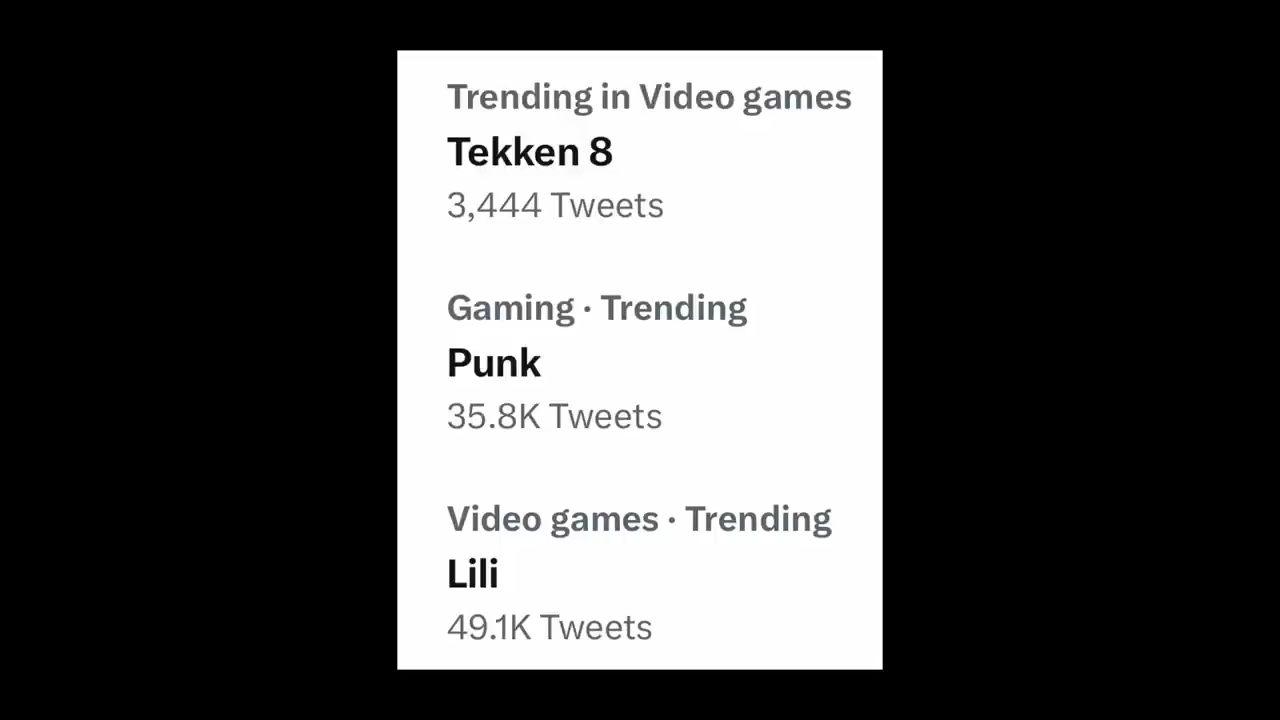 Trending in Video games
Tekken 8
3,444 Tweets
Gaming · Trending
Punk
35.8K Tweets
Video games · Trending
Lili
49.1K Tweets